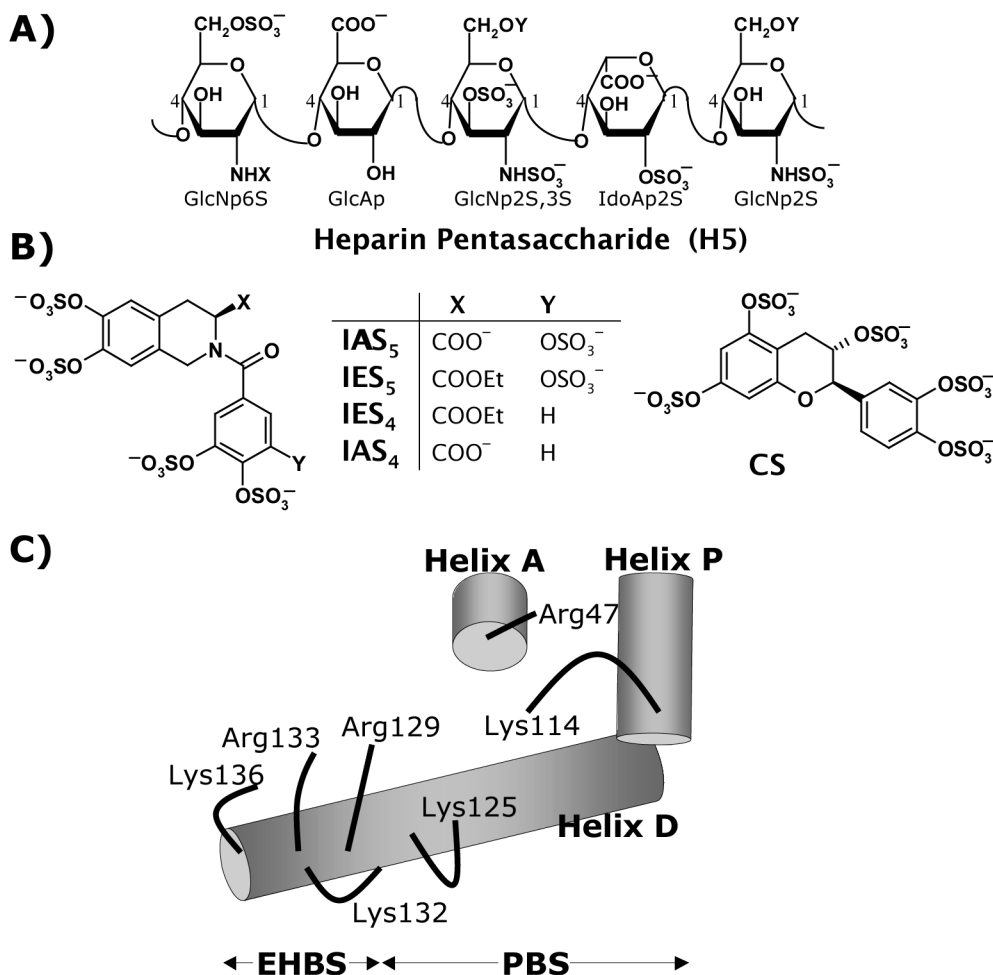 A)
CH₂OSO₃⁻ COO⁻ CH₂OY CH₂OY
O O O O O
COO⁻
4 OH 1 4 OH 1 4 OSO₃⁻ 1 4 OH 1 4 OH 1
O O O O O
NHX OH NHSO₃⁻ OSO₃⁻ NHSO₃⁻
GlcNp6S GlcAp GlcNp2S,3S IdoAp2S GlcNp2S
Heparin Pentasaccharide (H5)
B)
⁻O₃SO X
⁻O₃SO N O
⁻O₃SO Y
OSO₃⁻
X Y
IAS₅ COO⁻ OSO₃⁻
IES₅ COOEt OSO₃⁻
IES₄ COOEt H
IAS₄ COO⁻ H
OSO₃⁻
OSO₃⁻
⁻O₃SO O OSO₃⁻
OSO₃⁻
CS
C)
Helix A Helix P
Arg47
Lys114
Arg133 Arg129
Lys136
Lys125
Helix D
Lys132
EHBS PBS